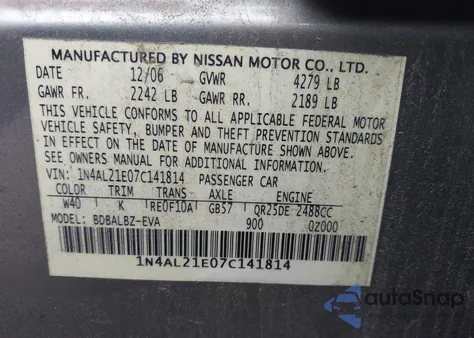 MANUFACTURED BY NISSAN MOTOR CO., LTD.
DATE 12/06 GVWR 4279 LB
GAWR FR. 2242 LB GAWR RR. 2189 LB
THIS VEHICLE CONFORMS TO ALL APPLICABLE FEDERAL MOTOR
VEHICLE SAFETY, BUMPER AND THEFT PREVENTION STANDARDS
IN EFFECT ON THE DATE OF MANUFACTURE SHOWN ABOVE.
SEE OWNERS MANUAL FOR ADDITIONAL INFORMATION.
VIN: 1N4AL21E07C141814 PASSENGER CAR
COLOR TRIM TRANS AXLE ENGINE
W40 K RE0F10A GB57 QR25DE 2488CC
MODEL: BDBALBZ-EVA 900 0Z000
1N4AL21E07C141814
autoSnap